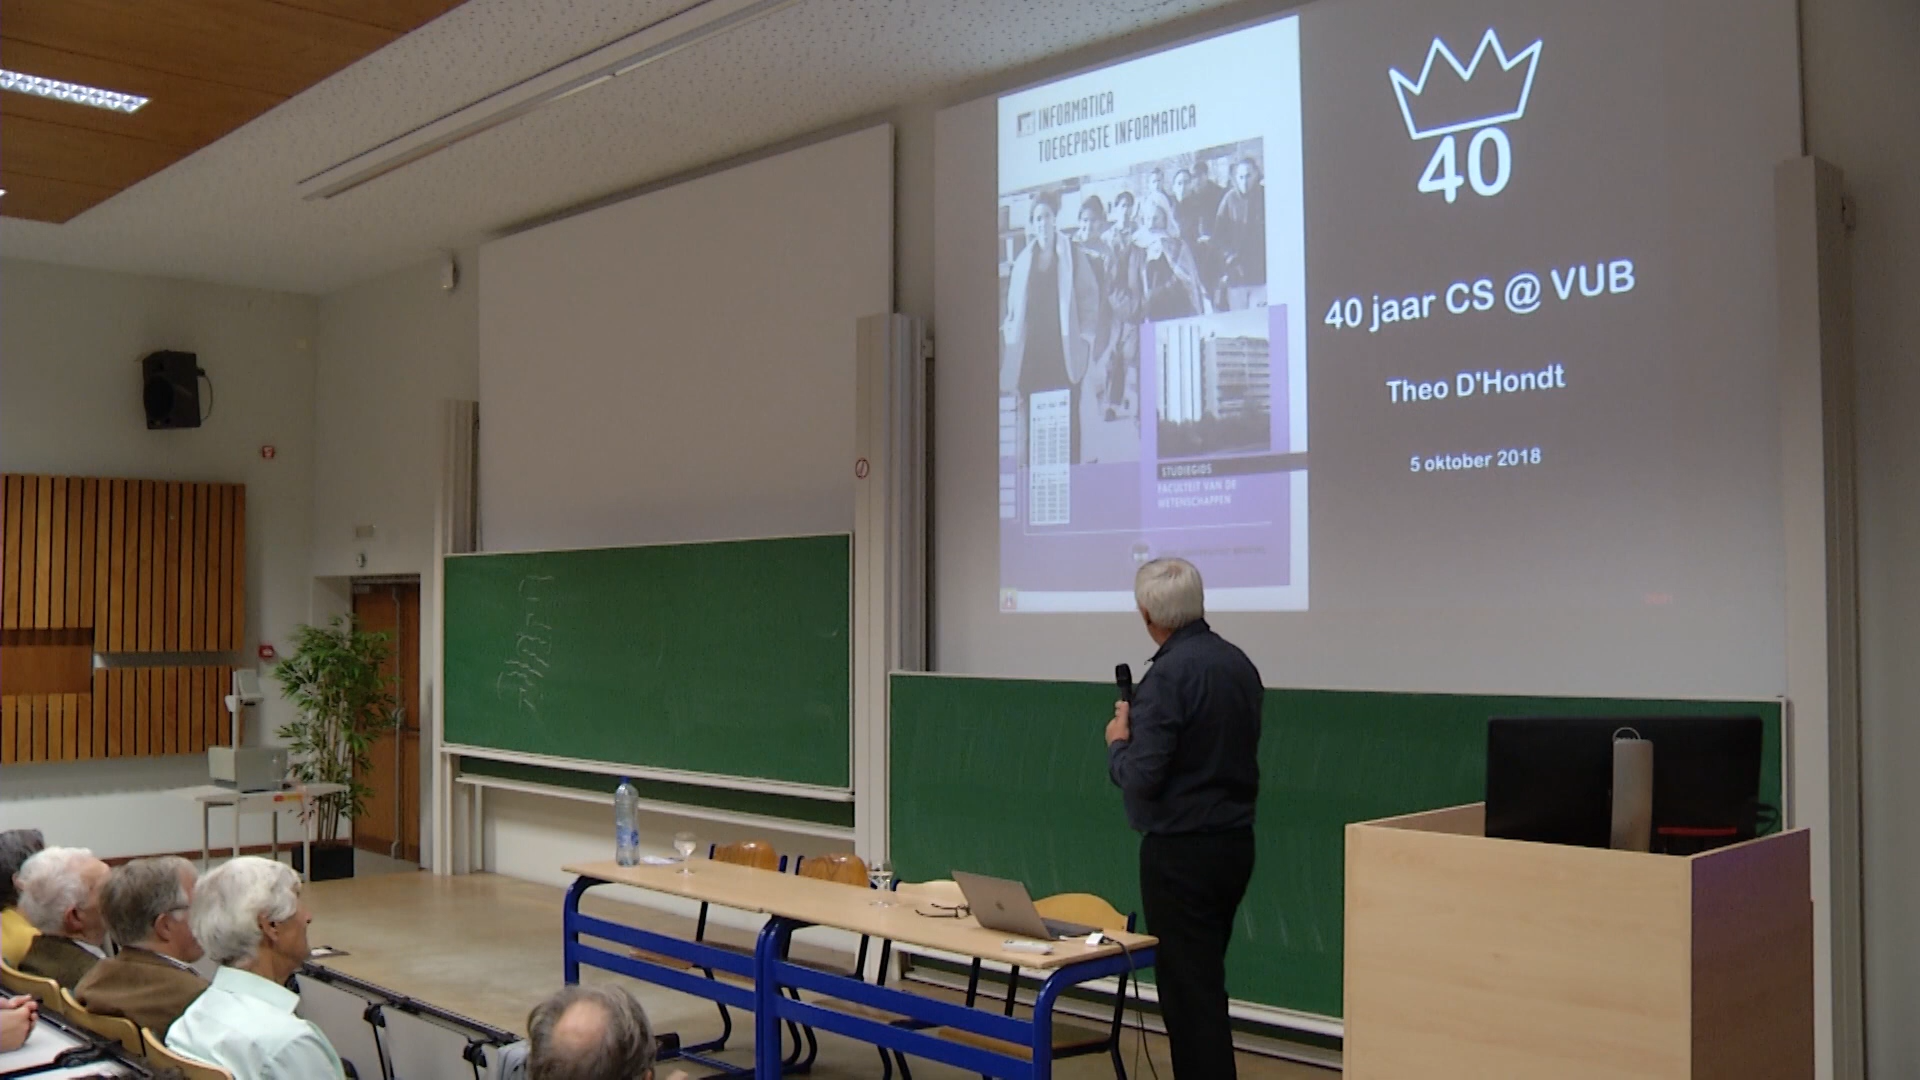 INFORMATICA
TOEGEPASTE INFORMATICA
STUDIEGIDS
FACULTEIT VAN DE
WETENSCHAPPEN
40
40 jaar CS @ VUB
Theo D'Hondt
5 oktober 2018